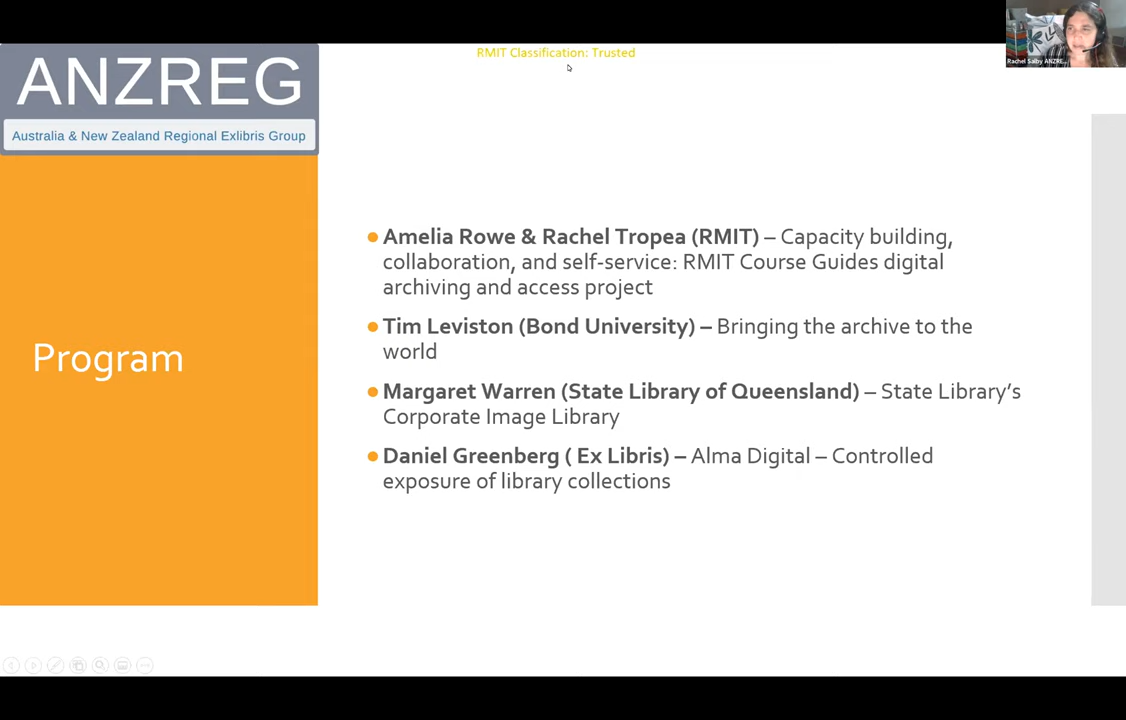 RMIT Classification: Trusted
Rachel Salby ANZRE...
ANZREG
Australia & New Zealand Regional Exlibris Group
Program
Amelia Rowe & Rachel Tropea (RMIT) – Capacity building,
collaboration, and self-service: RMIT Course Guides digital
archiving and access project
Tim Leviston (Bond University) – Bringing the archive to the
world
Margaret Warren (State Library of Queensland) – State Library’s
Corporate Image Library
Daniel Greenberg ( Ex Libris) – Alma Digital – Controlled
exposure of library collections